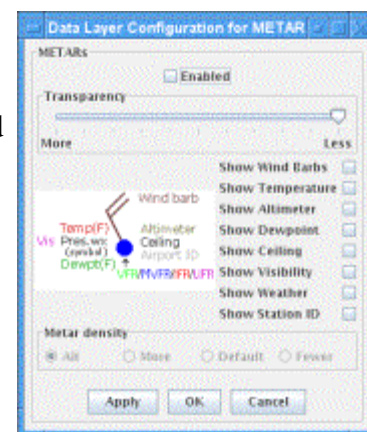 Data Layer Configuration for METAR
METARs
Enabled
Transparency
d
More Less
Show Wind Barbs
Show Temperature
Show Altimeter
Show Dewpoint
Show Ceiling
Show Visibility
Show Weather
Show Station ID
Wind barb
Temp(F) Altimeter
Vis Pres. wx Ceiling
(symbol) Airport ID
Dewpt(F)
VFR/MVFR/IFR/LIFR
Metar density
All More Default Fewer
Apply OK Cancel